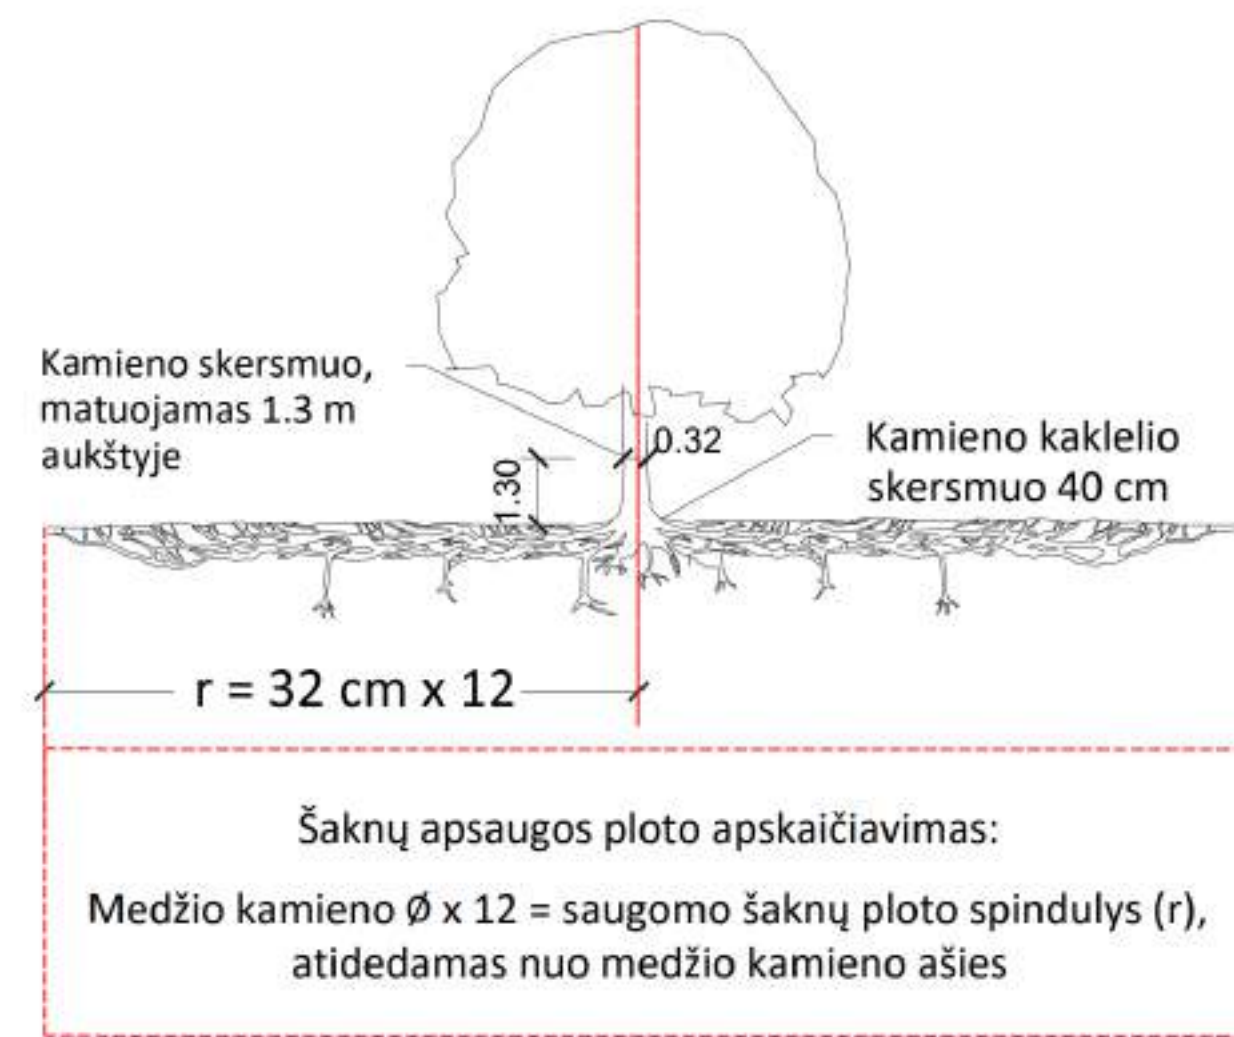 Kamieno skersmuo,
matuojamas 1.3 m
aukštyje
0.32
1.30
Kamieno kaklelio
skersmuo 40 cm
r = 32 cm x 12
Šaknų apsaugos ploto apskaičiavimas:
Medžio kamieno Ø x 12 = saugomo šaknų ploto spindulys (r),
atidedamas nuo medžio kamieno ašies